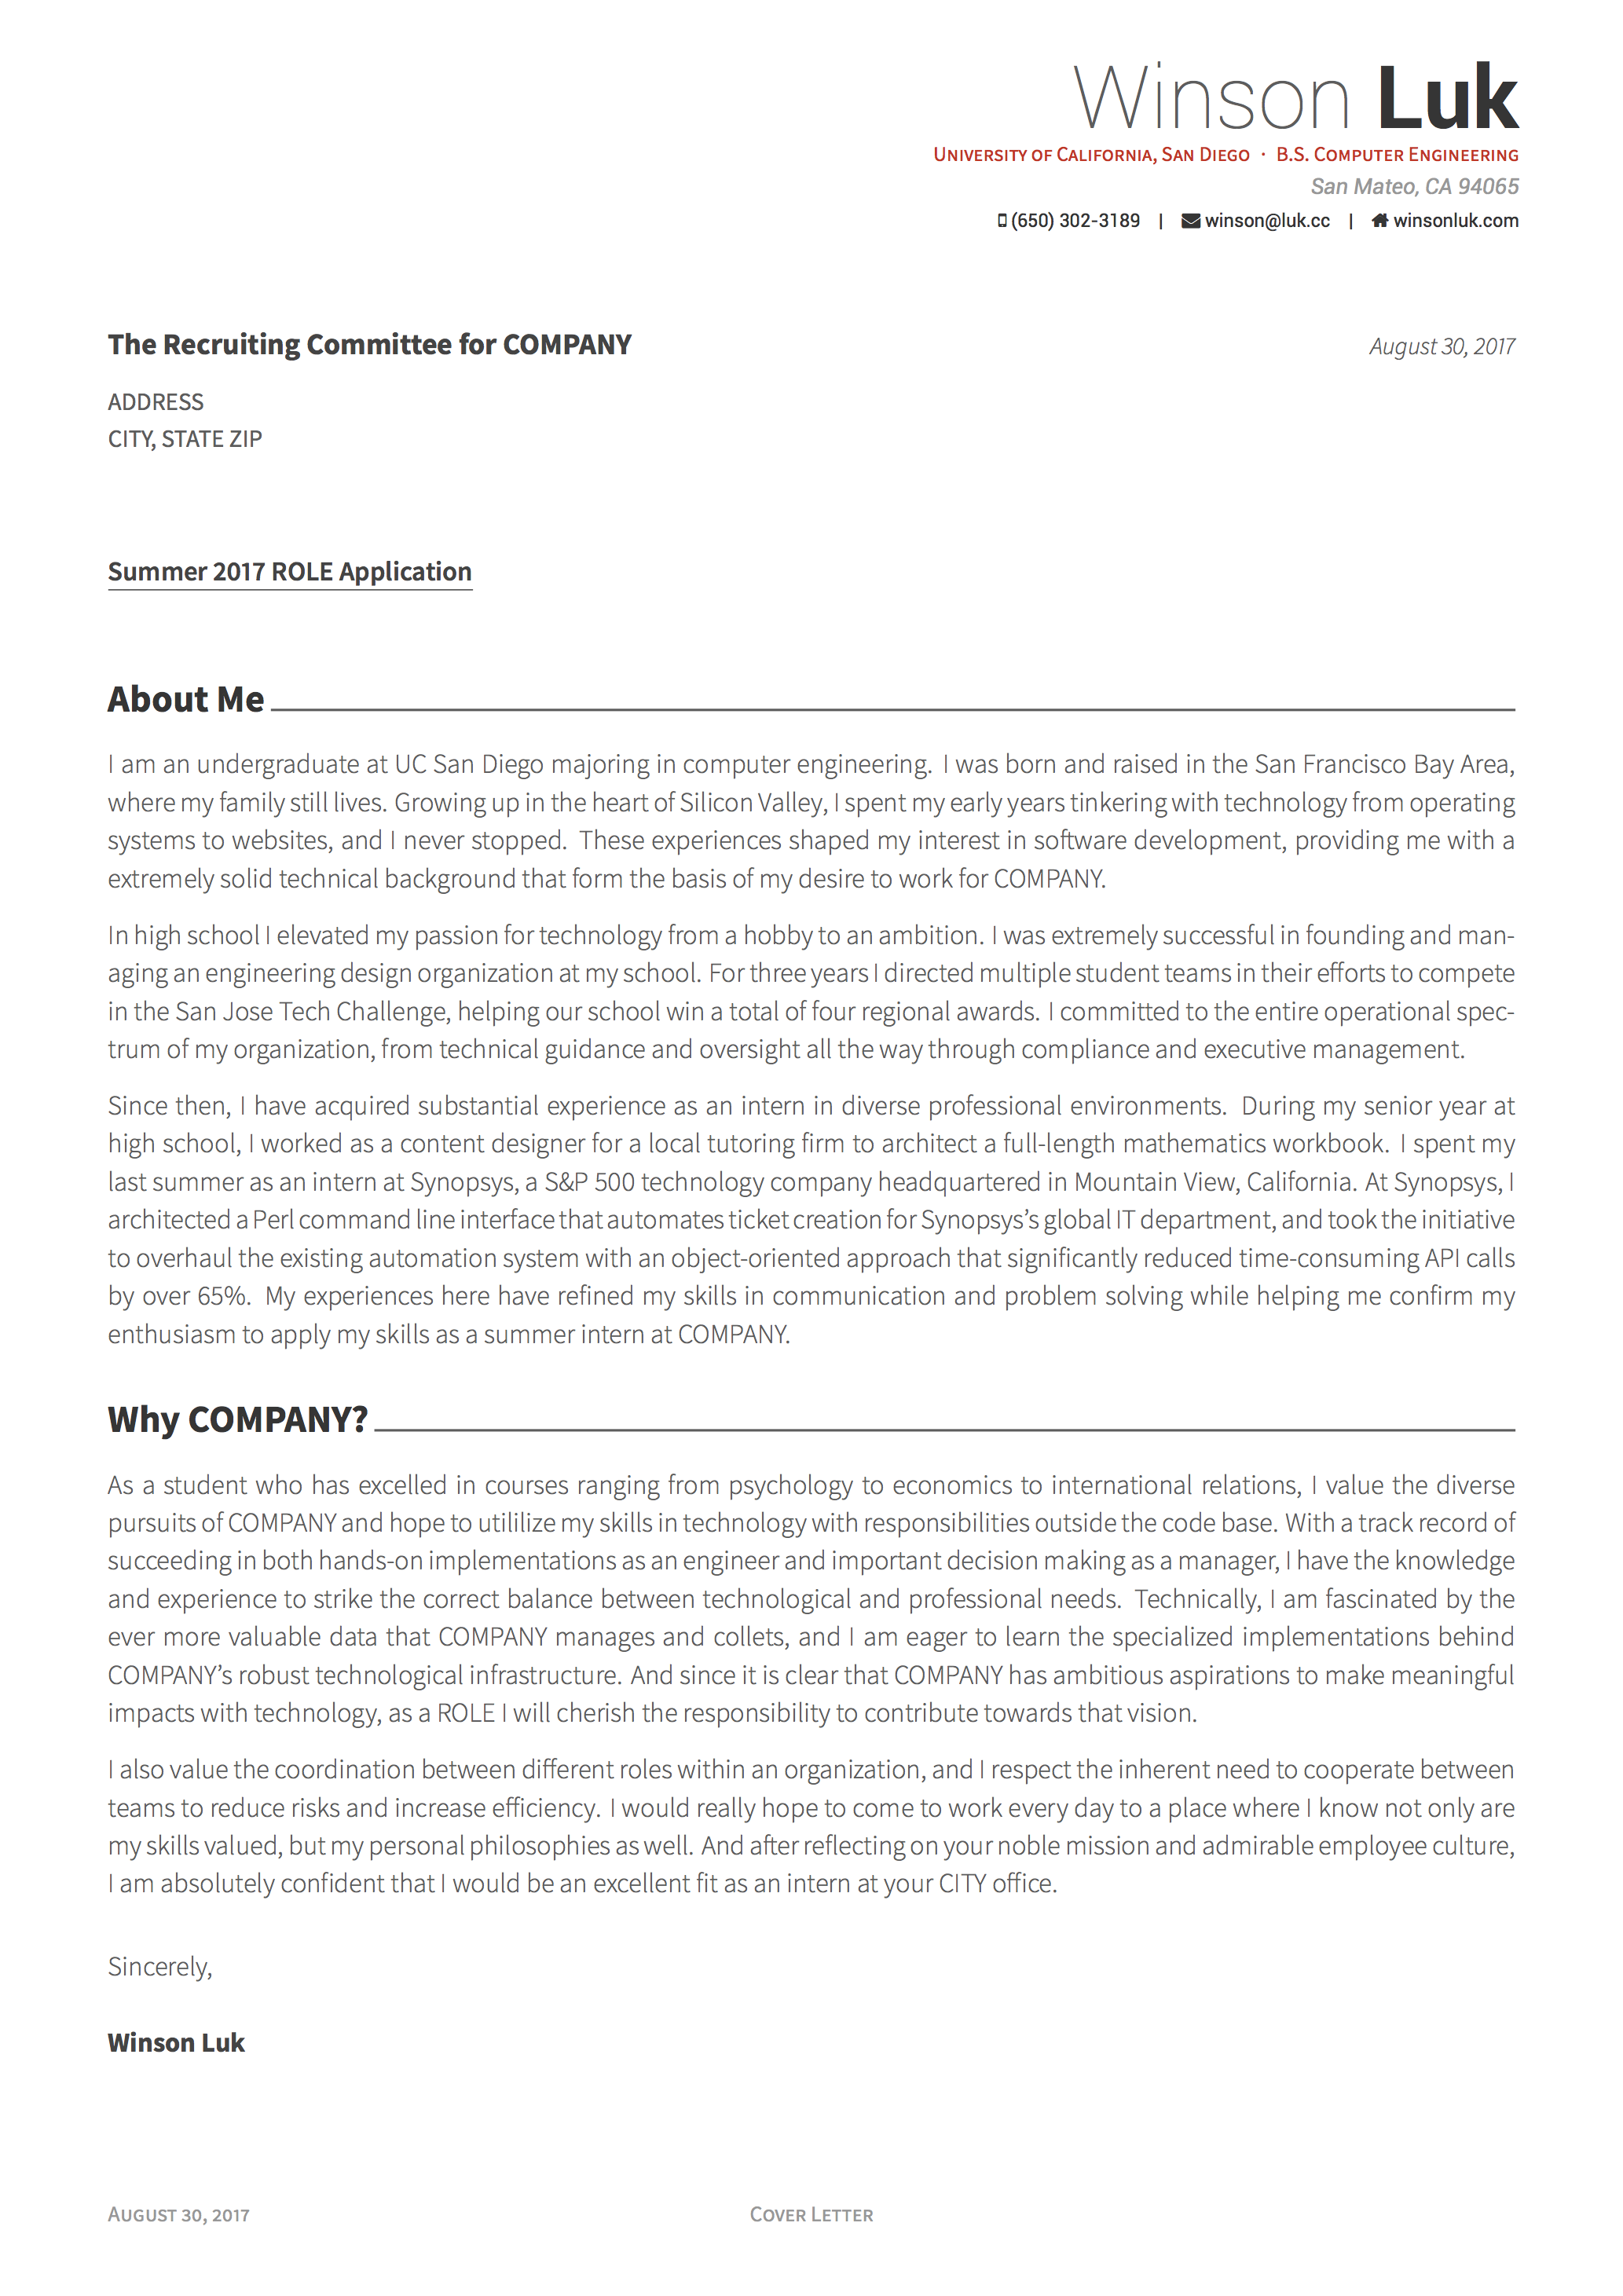 Winson Luk
University of California, San Diego · B.S. Computer Engineering
San Mateo, CA 94065
(650) 302-3189 | winson@luk.cc | winsonluk.com
The Recruiting Committee for COMPANY
August 30, 2017
ADDRESS
CITY, STATE ZIP
Summer 2017 ROLE Application
About Me
I am an undergraduate at UC San Diego majoring in computer engineering. I was born and raised in the San Francisco Bay Area,
where my family still lives. Growing up in the heart of Silicon Valley, I spent my early years tinkering with technology from operating
systems to websites, and I never stopped. These experiences shaped my interest in software development, providing me with a
extremely solid technical background that form the basis of my desire to work for COMPANY.
In high school I elevated my passion for technology from a hobby to an ambition. I was extremely successful in founding and man-
aging an engineering design organization at my school. For three years I directed multiple student teams in their efforts to compete
in the San Jose Tech Challenge, helping our school win a total of four regional awards. I committed to the entire operational spec-
trum of my organization, from technical guidance and oversight all the way through compliance and executive management.
Since then, I have acquired substantial experience as an intern in diverse professional environments. During my senior year at
high school, I worked as a content designer for a local tutoring firm to architect a full-length mathematics workbook. I spent my
last summer as an intern at Synopsys, a S&P 500 technology company headquartered in Mountain View, California. At Synopsys, I
architected a Perl command line interface that automates ticket creation for Synopsys’s global IT department, and took the initiative
to overhaul the existing automation system with an object-oriented approach that significantly reduced time-consuming API calls
by over 65%. My experiences here have refined my skills in communication and problem solving while helping me confirm my
enthusiasm to apply my skills as a summer intern at COMPANY.
Why COMPANY?
As a student who has excelled in courses ranging from psychology to economics to international relations, I value the diverse
pursuits of COMPANY and hope to utililize my skills in technology with responsibilities outside the code base. With a track record of
succeeding in both hands-on implementations as an engineer and important decision making as a manager, I have the knowledge
and experience to strike the correct balance between technological and professional needs. Technically, I am fascinated by the
ever more valuable data that COMPANY manages and collets, and I am eager to learn the specialized implementations behind
COMPANY’s robust technological infrastructure. And since it is clear that COMPANY has ambitious aspirations to make meaningful
impacts with technology, as a ROLE I will cherish the responsibility to contribute towards that vision.
I also value the coordination between different roles within an organization, and I respect the inherent need to cooperate between
teams to reduce risks and increase efficiency. I would really hope to come to work every day to a place where I know not only are
my skills valued, but my personal philosophies as well. And after reflecting on your noble mission and admirable employee culture,
I am absolutely confident that I would be an excellent fit as an intern at your CITY office.
Sincerely,
Winson Luk
August 30, 2017
Cover Letter